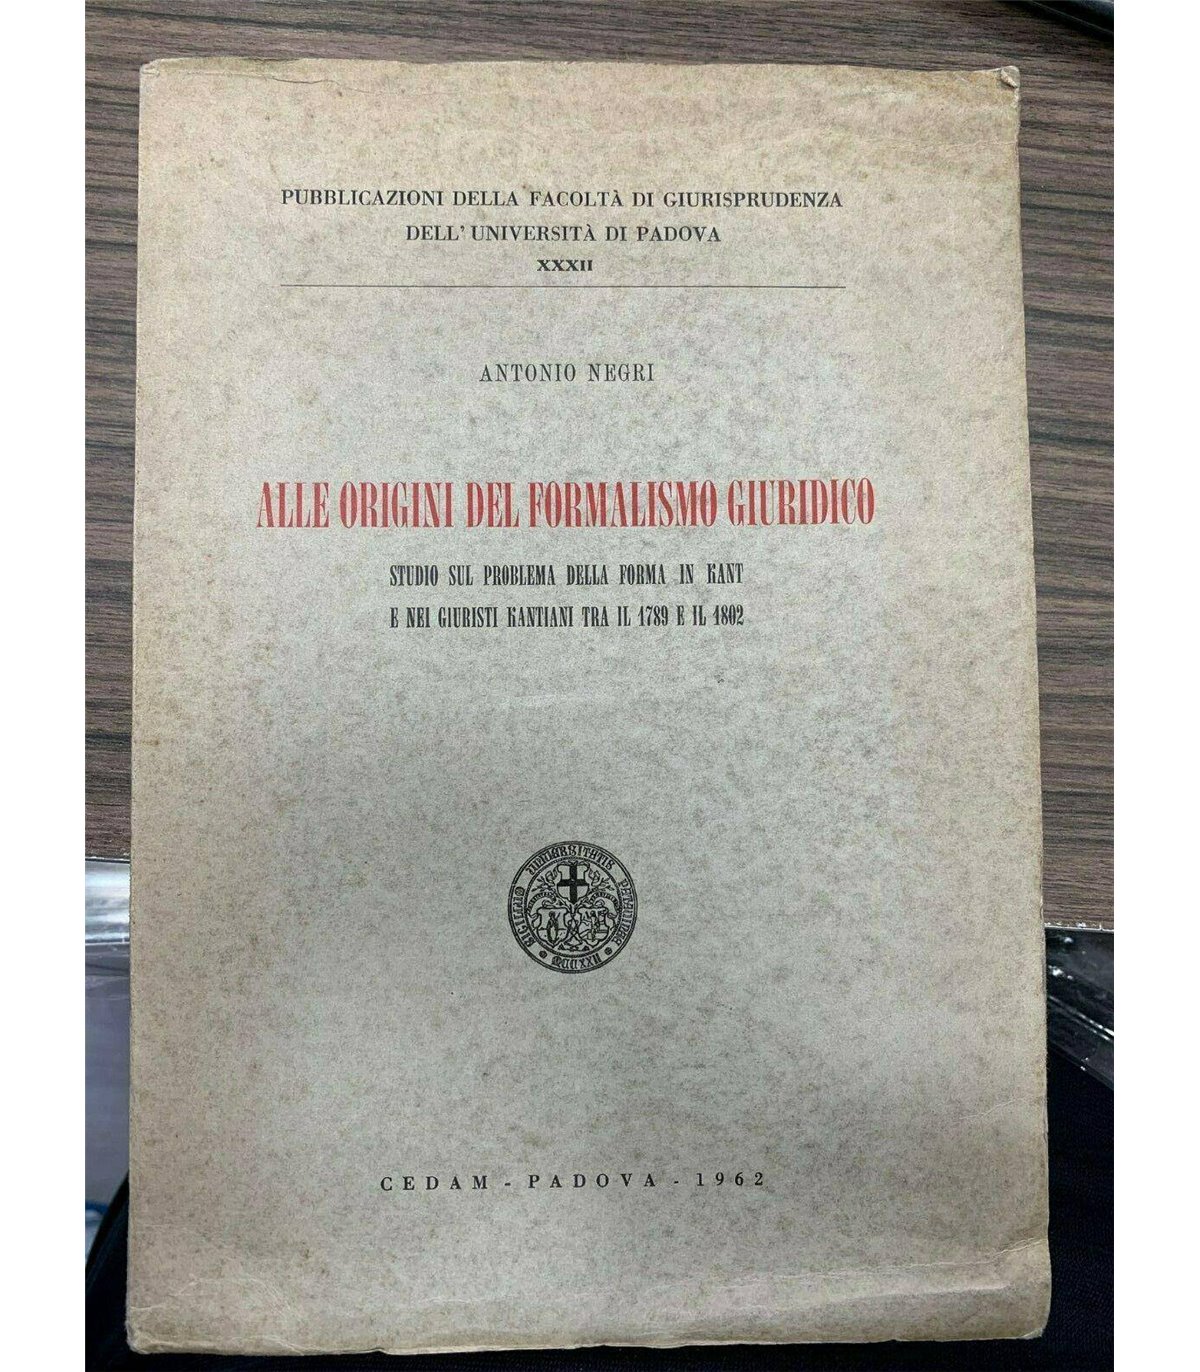 PUBBLICAZIONI DELLA FACOLTÀ DI GIURISPRUDENZA
DELL'UNIVERSITÀ DI PADOVA
XXXII
ANTONIO NEGRI
ALLE ORIGINI DEL FORMALISMO GIURIDICO
STUDIO SUL PROBLEMA DELLA FORMA IN KANT
E NEI GIURISTI KANTIANI TRA IL 1789 E IL 1802
CEDAM - PADOVA - 1962